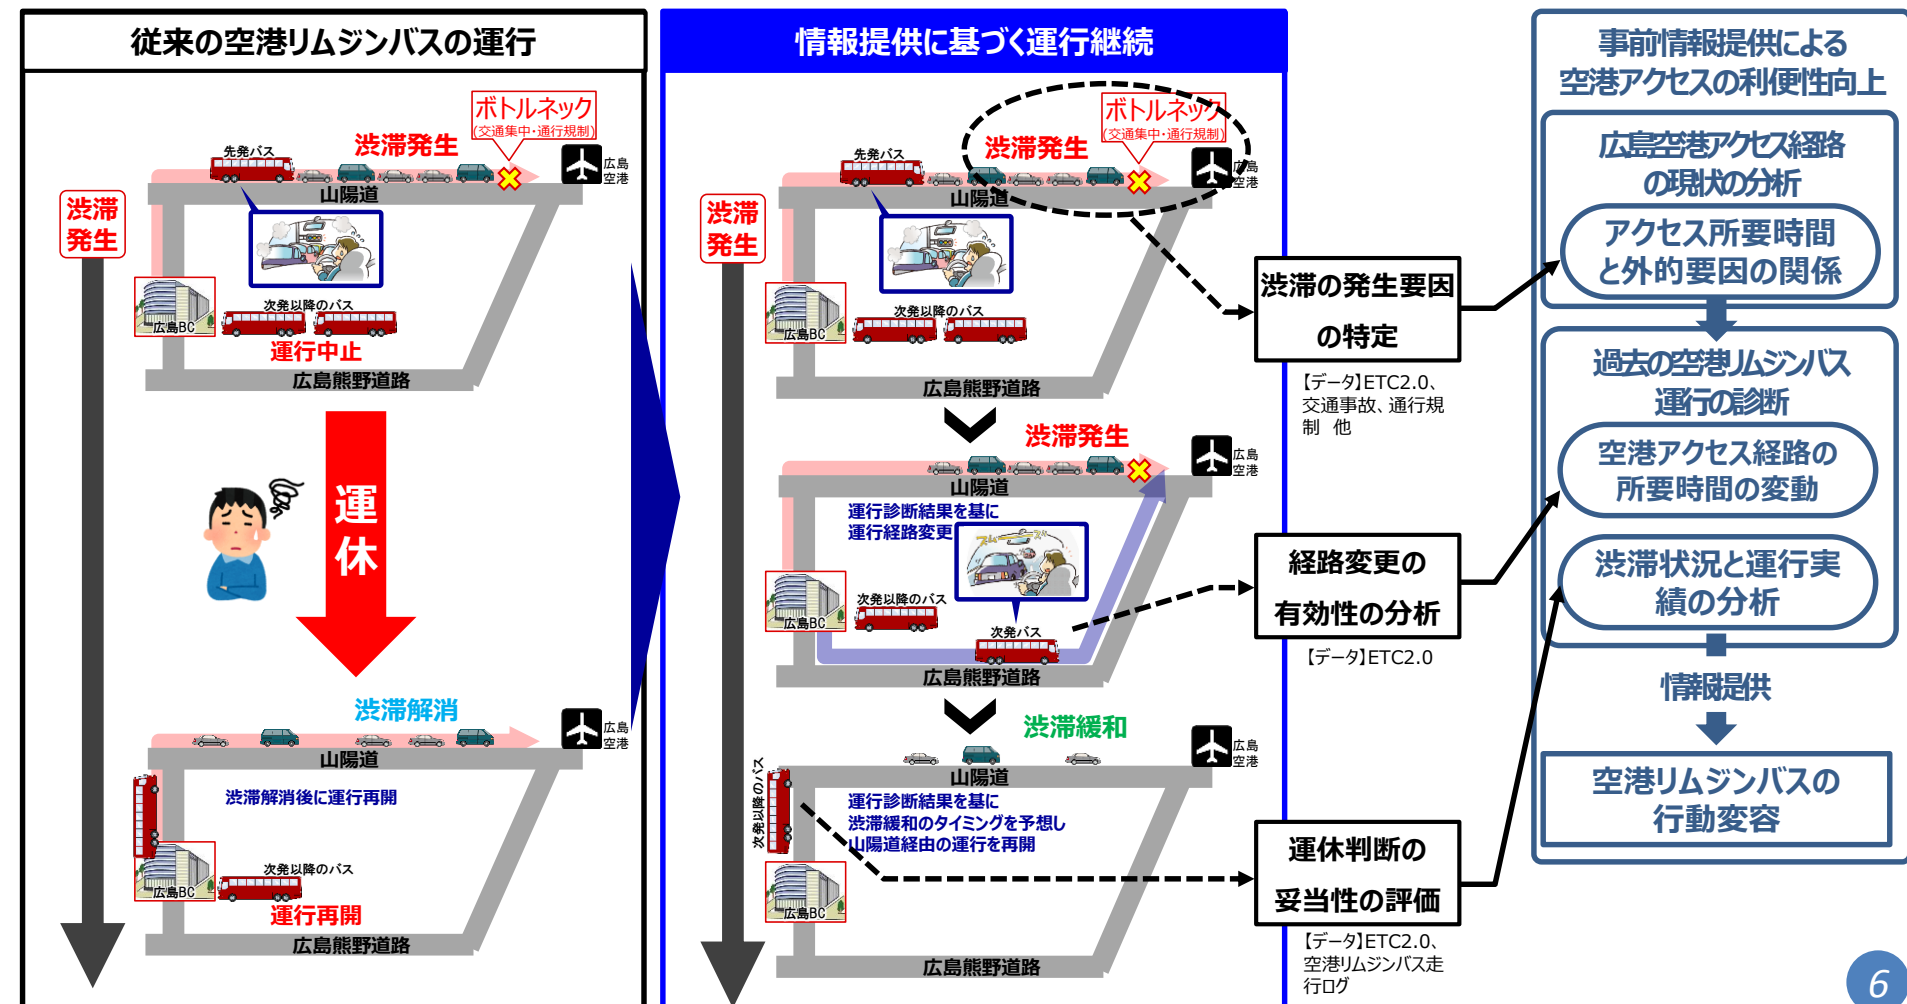 従来の空港リムジンバスの運行
ボトルネック
(交通集中・通行規制)
渋滞発生
先発バス
広島
空港
山陽道
渋滞
発生
次発以降のバス
広島BC
運行中止
広島熊野道路
運
休
渋滞解消
広島
空港
山陽道
渋滞解消後に運行再開
次発以降のバス
広島BC
運行再開
広島熊野道路
情報提供に基づく運行継続
ボトルネック
(交通集中・通行規制)
渋滞発生
先発バス
広島
空港
山陽道
渋滞
発生
次発以降のバス
広島BC
広島熊野道路
渋滞発生
広島
空港
山陽道
運行診断結果を基に
運行経路変更
次発以降のバス
広島BC
次発バス
広島熊野道路
渋滞緩和
広島
空港
山陽道
次発以降のバス
運行診断結果を基に
渋滞緩和のタイミングを予想し
山陽道経由の運行を再開
広島BC
広島熊野道路
渋滞の発生要因
の特定
【データ】ETC2.0、
交通事故、通行規
制 他
経路変更の
有効性の分析
【データ】ETC2.0
運休判断の
妥当性の評価
【データ】ETC2.0、
空港リムジンバス走
行ログ
事前情報提供による
空港アクセスの利便性向上
広島空港アクセス経路
の現状の分析
アクセス所要時間
と外的要因の関係
過去の空港リムジンバス
運行の診断
空港アクセス経路の
所要時間の変動
渋滞状況と運行実
績の分析
情報提供
空港リムジンバスの
行動変容
6